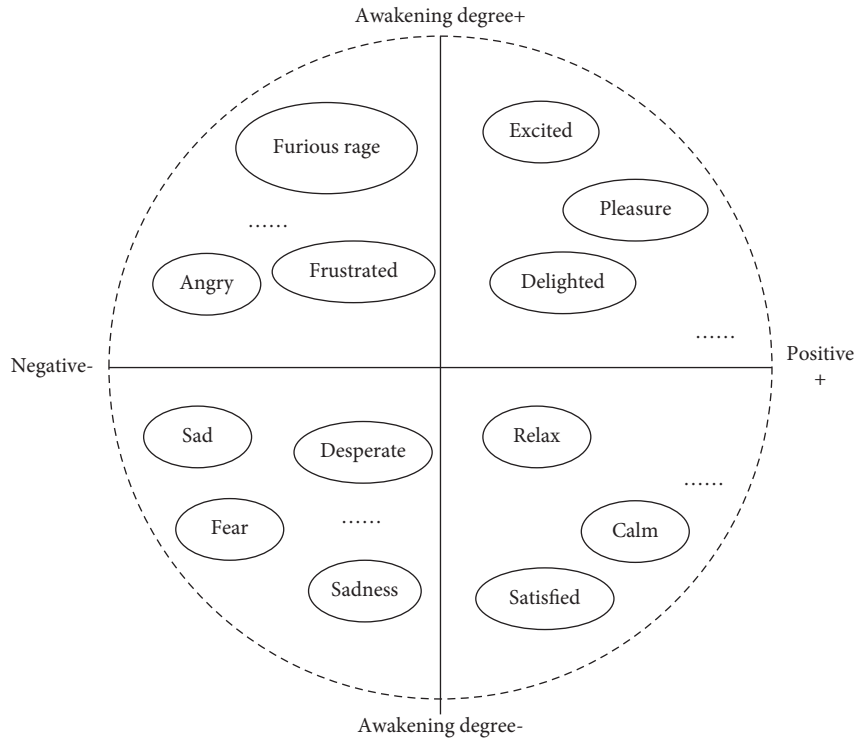 Awakening degree+
Furious rage
Excited
Pleasure
......
Angry
Frustrated
Delighted
......
Negative-
Positive
+
Sad
Desperate
Relax
......
Fear
......
Calm
Sadness
Satisfied
Awakening degree-